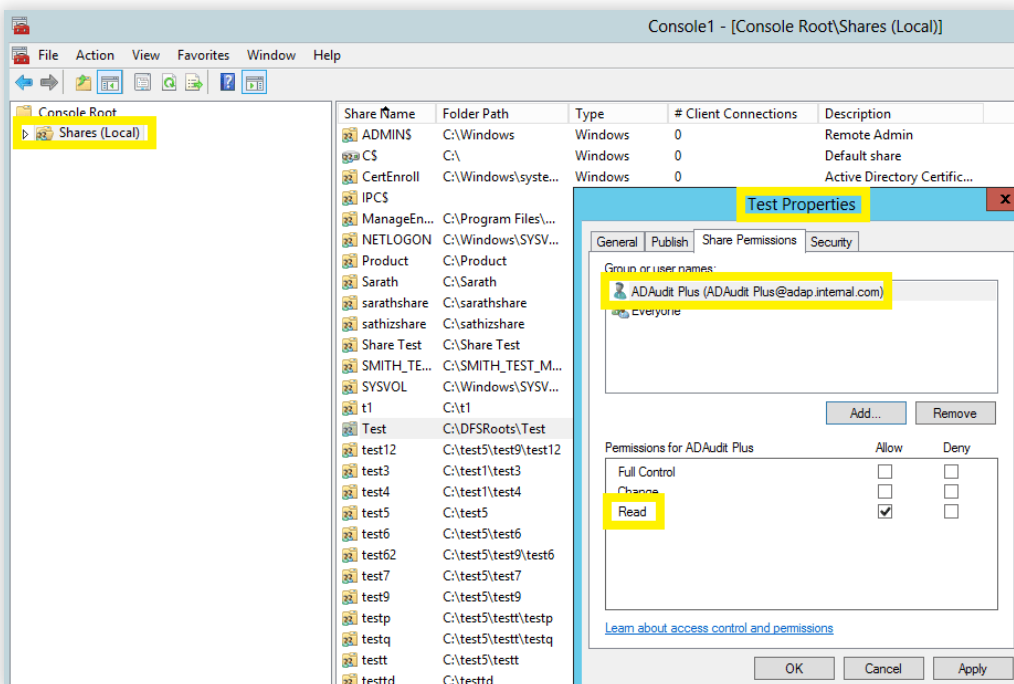 Console1 - [Console Root\Shares (Local)]
File Action View Favorites Window Help
Console Root
Shares (Local)
Share Name Folder Path Type # Client Connections Description
ADMIN$ C:\Windows Windows 0 Remote Admin
C$ C:\ Windows 0 Default share
CertEnroll C:\Windows\syste... Windows 0 Active Directory Certific...
IPC$
ManageEn... C:\Program Files\...
NETLOGON C:\Windows\SYSV...
Product C:\Product
Sarath C:\Sarath
sarathshare C:\sarathshare
sathizshare C:\sathizshare
Share Test C:\Share Test
SMITH_TE... C:\SMITH_TEST_M...
SYSVOL C:\Windows\SYSV...
t1 C:\t1
Test C:\DFSRoots\Test
test12 C:\test5\test9\test12
test3 C:\test1\test3
test4 C:\test1\test4
test5 C:\test5
test6 C:\test5\test6
test62 C:\test5\test9\test6
test7 C:\test5\test7
test9 C:\test5\test9
testp C:\test5\testt\testp
testq C:\test5\testt\testq
testt C:\test5\testt
testtd C:\testtd
Test Properties
x
General Publish Share Permissions Security
Group or user names:
ADAudit Plus (ADAudit Plus@adap.internal.com)
Everyone
Add... Remove
Permissions for ADAudit Plus Allow Deny
Full Control
Change
Read
Learn about access control and permissions
OK Cancel Apply